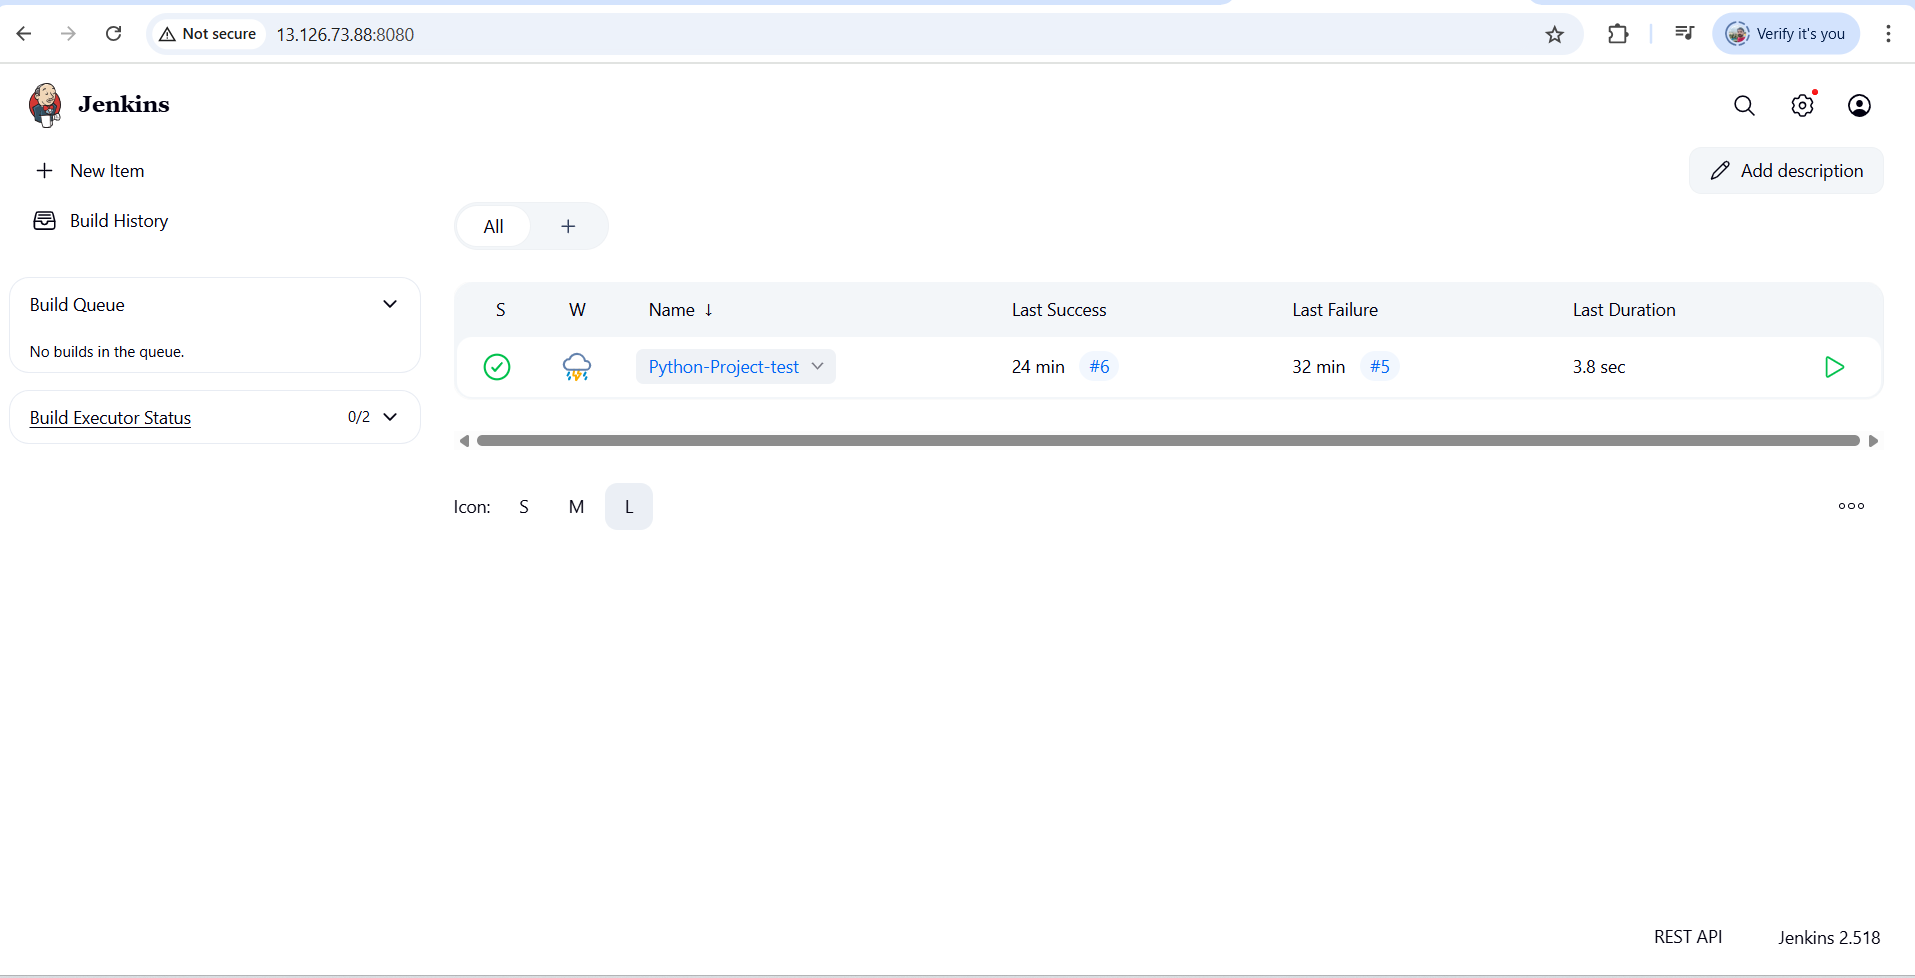 Not secure 13.126.73.88:8080 Verify it's you
Jenkins
New Item Add description
Build History
All
Build Queue
No builds in the queue.
Build Executor Status 0/2
S W Name ↓ Last Success Last Failure Last Duration
Python-Project-test 24 min #6 32 min #5 3.8 sec
Icon: S M L
REST API Jenkins 2.518